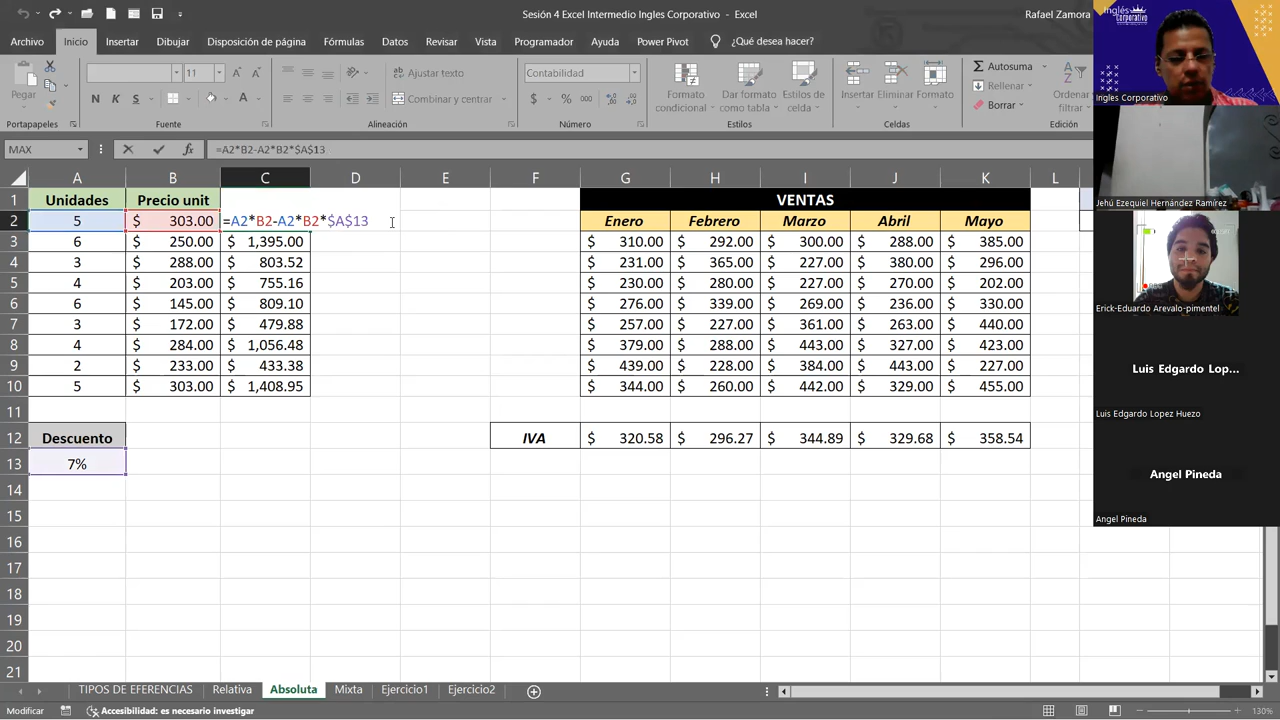 Sesión 4 Excel Intermedio Ingles Corporativo - Excel
Rafael Zamora
Archivo Inicio Insertar Dibujar Disposición de página Fórmulas Datos Revisar Vista Programador Ayuda Power Pivot ¿Qué desea hacer?
Pegar
11
N K S
Ajustar texto
Combinar y centrar
Contabilidad
$ % 000
Formato condicional
Dar formato como tabla
Estilos de celda
Insertar Eliminar Formato
Autosuma
Rellenar
Borrar
Ordenar filtrar
Portapapeles Fuente Alineación Número Estilos Celdas Edición
MAX fx =A2*B2-A2*B2*$A$13
A B C D E F G H I J K L
1 Unidades Precio unit VENTAS
2 5 $ 303.00 =A2*B2-A2*B2*$A$13 Enero Febrero Marzo Abril Mayo
3 6 $ 250.00 $ 1,395.00 $ 310.00 $ 292.00 $ 300.00 $ 288.00 $ 385.00
4 3 $ 288.00 $ 803.52 $ 231.00 $ 365.00 $ 227.00 $ 380.00 $ 296.00
5 4 $ 203.00 $ 755.16 $ 230.00 $ 280.00 $ 227.00 $ 270.00 $ 202.00
6 6 $ 145.00 $ 809.10 $ 276.00 $ 339.00 $ 269.00 $ 236.00 $ 330.00
7 3 $ 172.00 $ 479.88 $ 257.00 $ 227.00 $ 361.00 $ 263.00 $ 440.00
8 4 $ 284.00 $ 1,056.48 $ 379.00 $ 288.00 $ 443.00 $ 327.00 $ 423.00
9 2 $ 233.00 $ 433.38 $ 439.00 $ 228.00 $ 384.00 $ 443.00 $ 227.00
10 5 $ 303.00 $ 1,408.95 $ 344.00 $ 260.00 $ 442.00 $ 329.00 $ 455.00
11
12 Descuento IVA $ 320.58 $ 296.27 $ 344.89 $ 329.68 $ 358.54
13 7%
14
15
16
17
18
19
20
21
TIPOS DE EFERENCIAS Relativa Absoluta Mixta Ejercicio1 Ejercicio2
Modificar Accesibilidad: es necesario investigar 130%
Inglés
CORPORATIVO
Ingles Corporativo
Jehú Ezequiel Hernández Ramírez
Erick-Eduardo Arevalo-pimentel
Luis Edgardo Lop...
Luis Edgardo Lopez Huezo
Angel Pineda
Angel Pineda